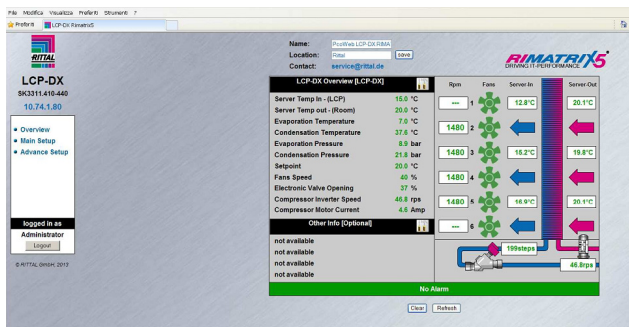 File Modifica Visualizza Preferiti Strumenti ?
Preferiti LCP-DX Rimatrix5
RITTAL
LCP-DX
SK3311.410-440
10.74.1.80
Overview
Main Setup
Advance Setup
logged in as
Administrator
Logout
© RITTAL GmbH, 2013
Name: PcoWeb LCP-DX RIMA
Location: Rittal save
Contact: service@rittal.de
RIMATRIX5
DRIVING IT-PERFORMANCE
LCP-DX Overview [LCP-DX]
Server Temp In - (LCP) 15.0 °C
Server Temp out - (Room) 20.0 °C
Evaporation Temperature 7.0 °C
Condensation Temperature 37.6 °C
Evaporation Pressure 8.9 bar
Condensation Pressure 21.8 bar
Setpoint 20.0 °C
Fans Speed 40 %
Electronic Valve Opening 37 %
Compressor Inverter Speed 46.8 rps
Compressor Motor Current 4.6 Amp
Other Info [Optional]
not available
not available
not available
not available
Rpm Fans Server-In Server-Out
--- 1 12.8°C 20.1°C
1480 2
1480 3 15.2°C 19.8°C
1480 4
1480 5 16.9°C 20.1°C
--- 6
199steps
46.8rps
No Alarm
Clear Refresh